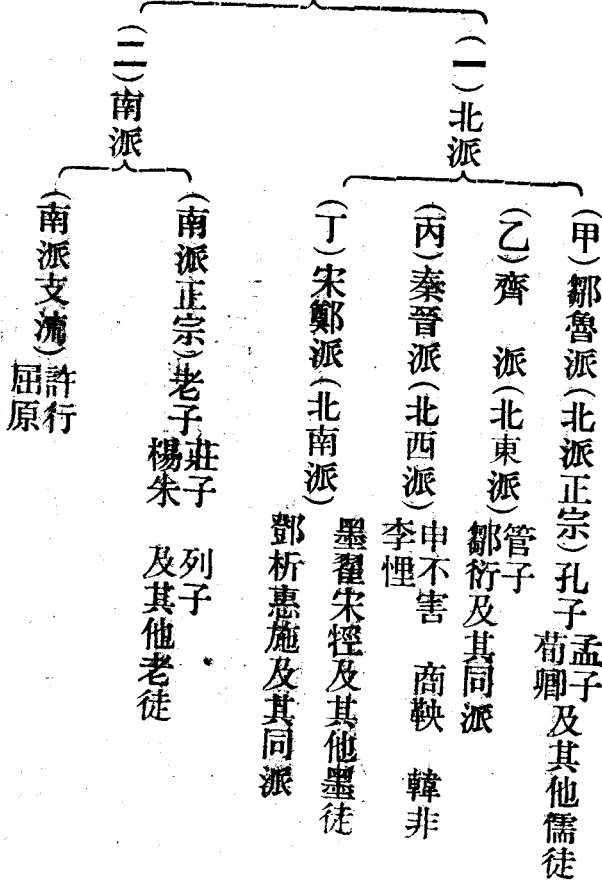 （一）北派
（甲）鄒魯派（北派正宗）孔子
孟子
荀卿及其他儒徒
（乙）齊　派（北東派）
管子
鄒衍及其同派
（丙）秦晉派（北西派）
申不害　商鞅　韓非
李悝
（丁）宋鄭派（北南派）
墨翟宋牼及其他墨徒
鄧析惠施及其同派
（二）南派
（南派正宗）老子
莊子　列子
楊朱　及其他老徒
（南派支流）
許行
屈原